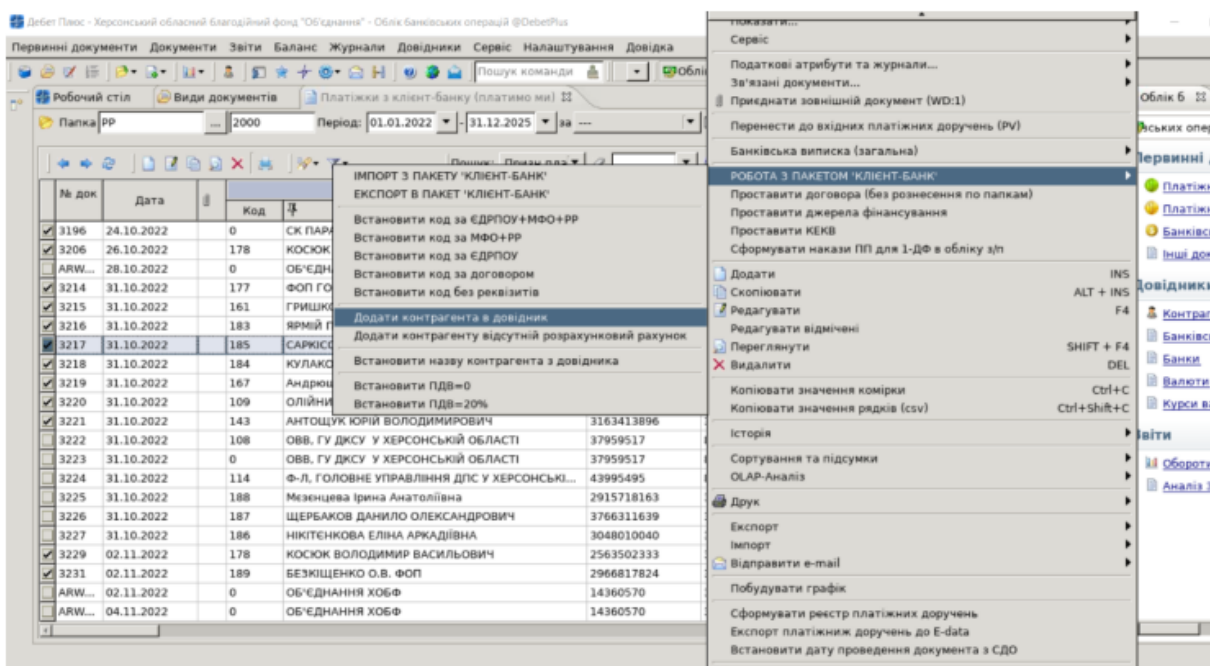 Дебет Плюс - Херсонський обласний благодійний фонд "Об'єднання" - Облік банківських операцій @DebetPlus
Первинні документи Документи Звіти Баланс Журнали Довідники Сервіс Налаштування Довідка
Пошук команди
Робочий стіл Види документів Платіжки з клієнт-банку (платимо ми)
Папка PP ... 2000 Період: 01.01.2022 - 31.12.2025 за ---
№ док Дата Код
3196 24.10.2022 0 СК ПАРА
3206 26.10.2022 178 КОСЮК
ARW... 28.10.2022 0 ОБ'ЄДН
3214 31.10.2022 177 ФОП ГО
3215 31.10.2022 161 ГРИШКО
3216 31.10.2022 183 ЯРМІЙ П
3217 31.10.2022 185 САРКІСО
3218 31.10.2022 184 КУЛАКО
3219 31.10.2022 167 Андрющ
3220 31.10.2022 109 ОЛІЙНИ
3221 31.10.2022 143 АНТОЩУК ЮРІЙ ВОЛОДИМИРОВИЧ 3163413896
3222 31.10.2022 108 ОВВ, ГУ ДКСУ У ХЕРСОНСЬКІЙ ОБЛАСТІ 37959517
3223 31.10.2022 0 ОВВ, ГУ ДКСУ У ХЕРСОНСЬКІЙ ОБЛАСТІ 37959517
3224 31.10.2022 114 Ф-Л, ГОЛОВНЕ УПРАВЛІННЯ ДПС У ХЕРСОНСЬКІ... 43995495
3225 31.10.2022 188 Мезенцева Ірина Анатоліївна 2915718163
3226 31.10.2022 187 ЩЕРБАКОВ ДАНИЛО ОЛЕКСАНДРОВИЧ 3766311639
3227 31.10.2022 186 НІКІТЄНКОВА ЕЛІНА АРКАДІЇВНА 3048010040
3229 02.11.2022 178 КОСЮК ВОЛОДИМИР ВАСИЛЬОВИЧ 2563502333
3231 02.11.2022 189 БЕЗКІЩЕНКО О.В. ФОП 2966817824
ARW... 02.11.2022 0 ОБ'ЄДНАННЯ ХОБФ 14360570
ARW... 04.11.2022 0 ОБ'ЄДНАННЯ ХОБФ 14360570
ІМПОРТ З ПАКЕТУ 'КЛІЄНТ-БАНК'
ЕКСПОРТ В ПАКЕТ 'КЛІЄНТ-БАНК'
Встановити код за ЄДРПОУ+МФО+РР
Встановити код за МФО+РР
Встановити код за ЄДРПОУ
Встановити код за договором
Встановити код без реквізитів
Додати контрагента в довідник
Додати контрагенту відсутній розрахунковий рахунок
Встановити назву контрагента з довідника
Встановити ПДВ=0
Встановити ПДВ=20%
Сервіс
Податкові атрибути та журнали...
Зв'язані документи...
Приєднати зовнішній документ (WD:1)
Перенести до вхідних платіжних доручень (PV)
Банківська виписка (загальна)
РОБОТА З ПАКЕТОМ 'КЛІЄНТ-БАНК'
Проставити договора (без рознесення по папкам)
Проставити джерела фінансування
Проставити КЕКВ
Сформувати накази ПП для 1-ДФ в обліку з/п
Додати INS
Скопіювати ALT + INS
Редагувати F4
Редагувати відмічені
Переглянути SHIFT + F4
Видалити DEL
Копіювати значення комірки Ctrl+C
Копіювати значення рядків (csv) Ctrl+Shift+C
Історія
Сортування та підсумки
OLAP-Аналіз
Друк
Експорт
Імпорт
Відправити e-mail
Побудувати графік
Сформувати реєстр платіжних доручень
Експорт платіжниж доручень до E-data
Встановити дату проведення документа з СДО
Облік б
вських опер
Первинні
Платіжк
Платіжк
Банківс
Інші док
Довідники
Контраг
Банківс
Банки
Валюти
Курси в
Звіти
Обороту
Аналіз